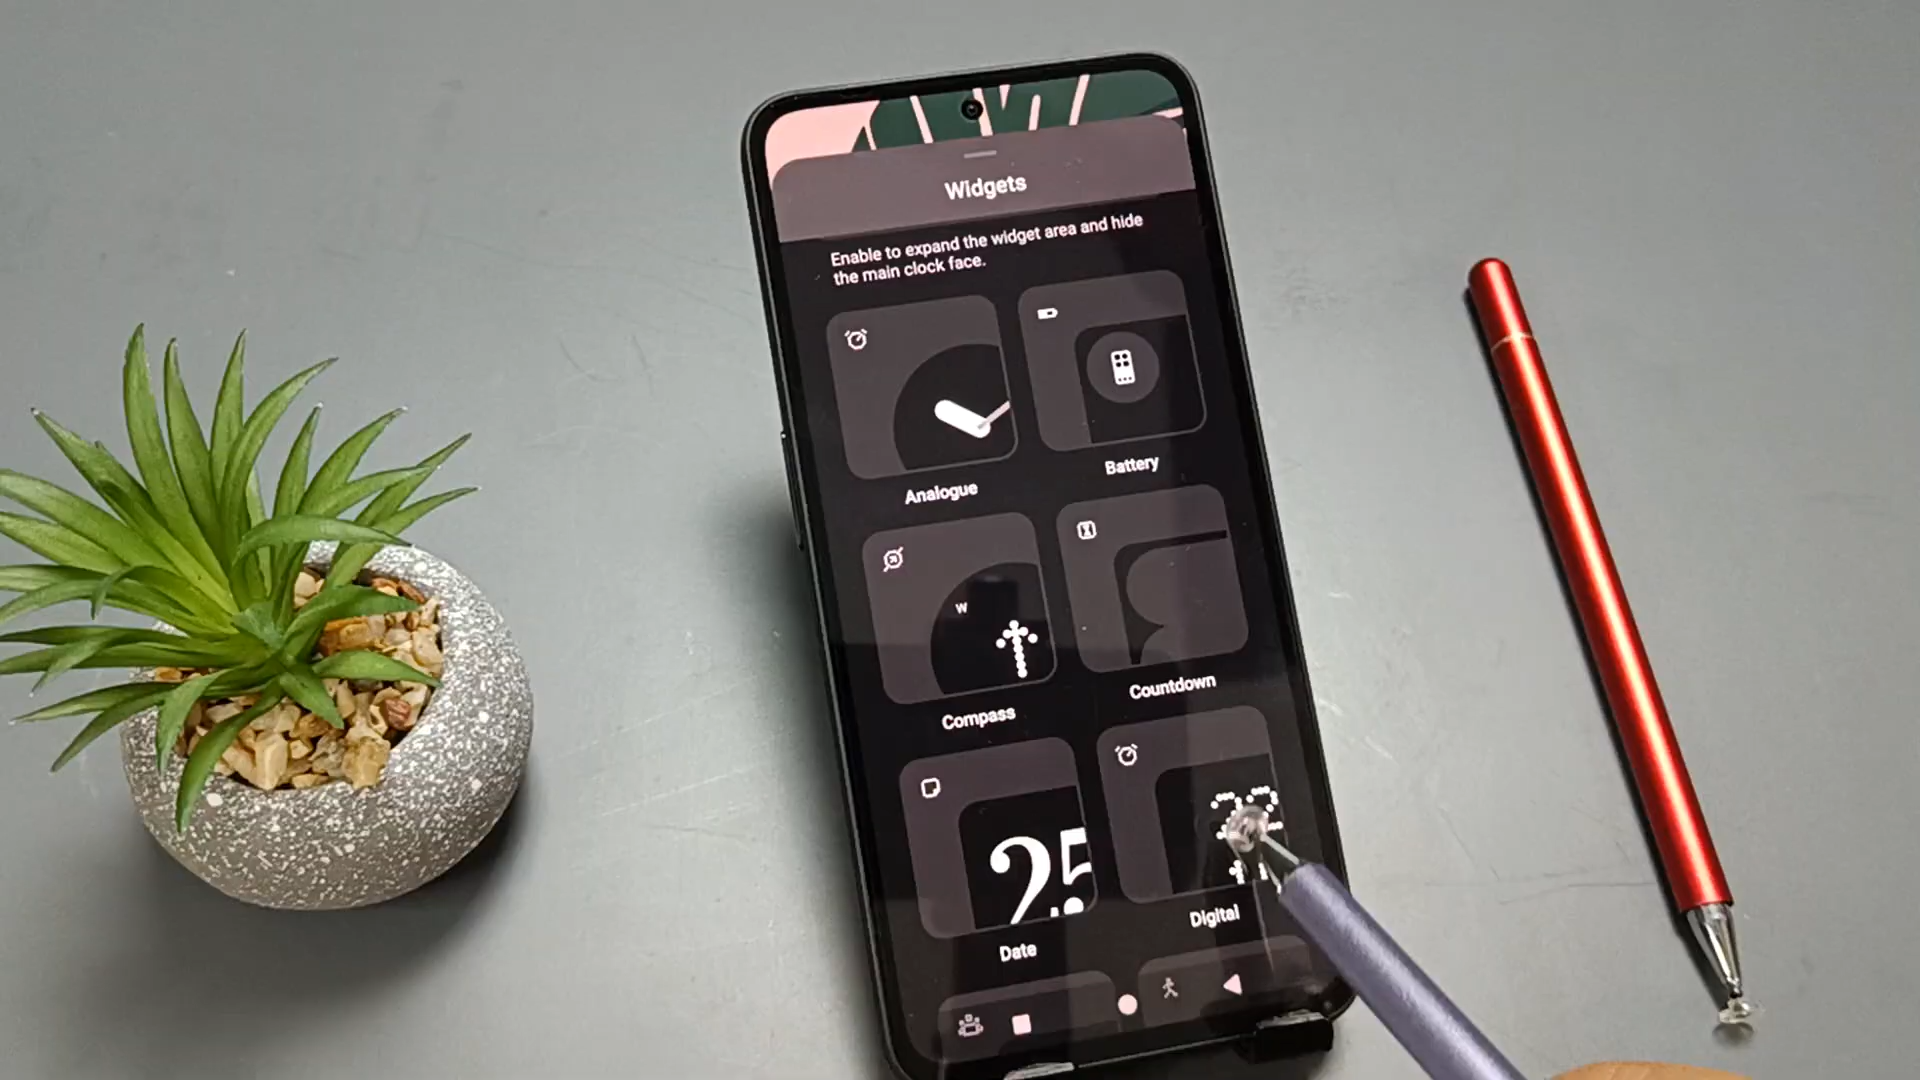 Widgets
Enable to expand the widget area and hide
the main clock face.
Analogue
Battery
W
Compass
Countdown
25
Date
Digital